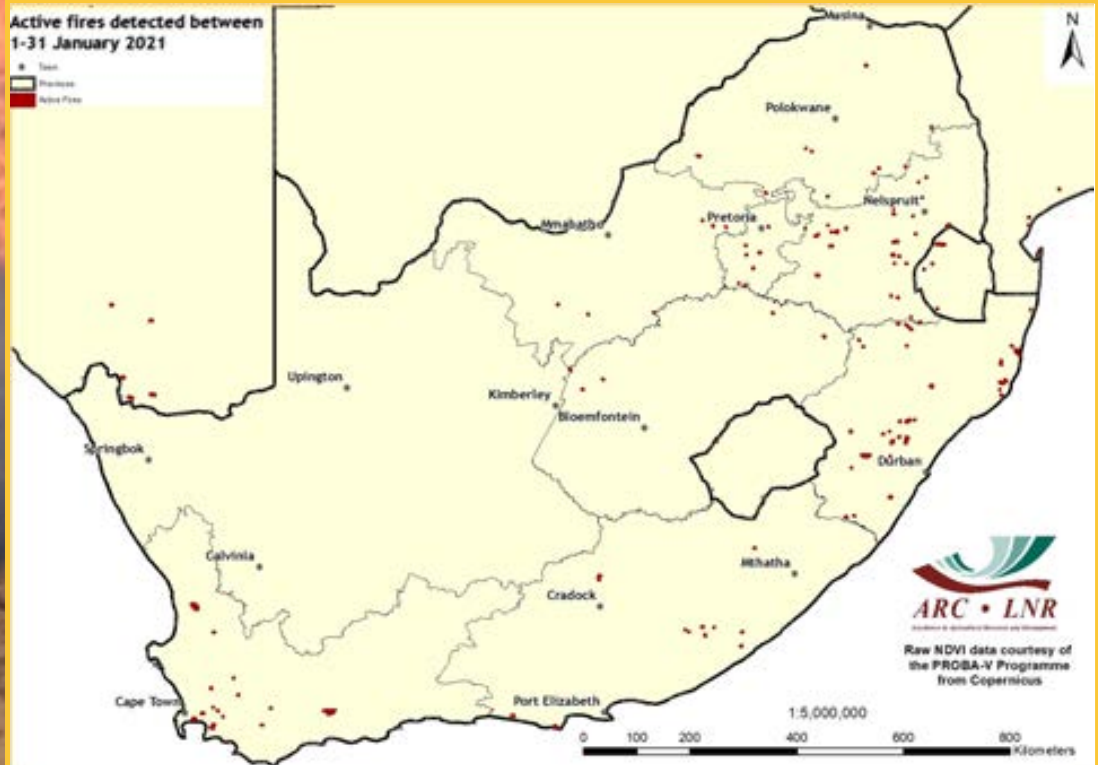 Active fires detected between
1-31 January 2021
Town
Provinces
Active Fires
N
Musina
Polokwane
Nelspruit
Pretoria
Mmabatho
Upington
Kimberley
Bloemfontein
Springbok
Durban
Calvinia
Mthatha
Cradock
Cape Town
Port Elizabeth
ARC • LNR
Raw NDVI data courtesy of
the PROBA-V Programme
from Copernicus
1:5,000,000
0 200 400 600 800
Kilometers